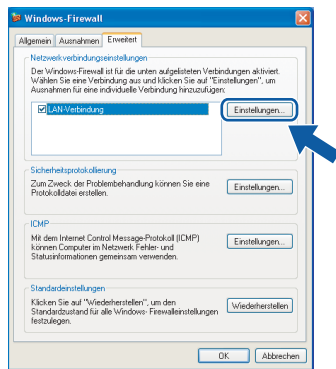 Windows-Firewall
Allgemein Ausnahmen Erweitert
Netzwerkverbindungseinstellungen
Der Windows-Firewall ist für die unten aufgelisteten Verbindungen aktiviert.
Wählen Sie eine Verbindung aus und klicken Sie auf "Einstellungen", um
Ausnahmen für eine individuelle Verbindung hinzuzufügen:
LAN-Verbindung
Einstellungen...
Sicherheitsprotokollierung
Zum Zweck der Problembehandlung können Sie eine
Protokolldatei erstellen.
Einstellungen...
ICMP
Mit dem Internet Control Message-Protokoll (ICMP)
können Computer in Netzwerk Fehler- und
Statusinformationen gemeinsam verwenden.
Einstellungen...
Standardeinstellungen
Klicken Sie auf "Wiederherstellen", um den
Standardzustand für alle Windows- Firewalleinstellungen
festzulegen.
Wiederherstellen
OK Abbrechen